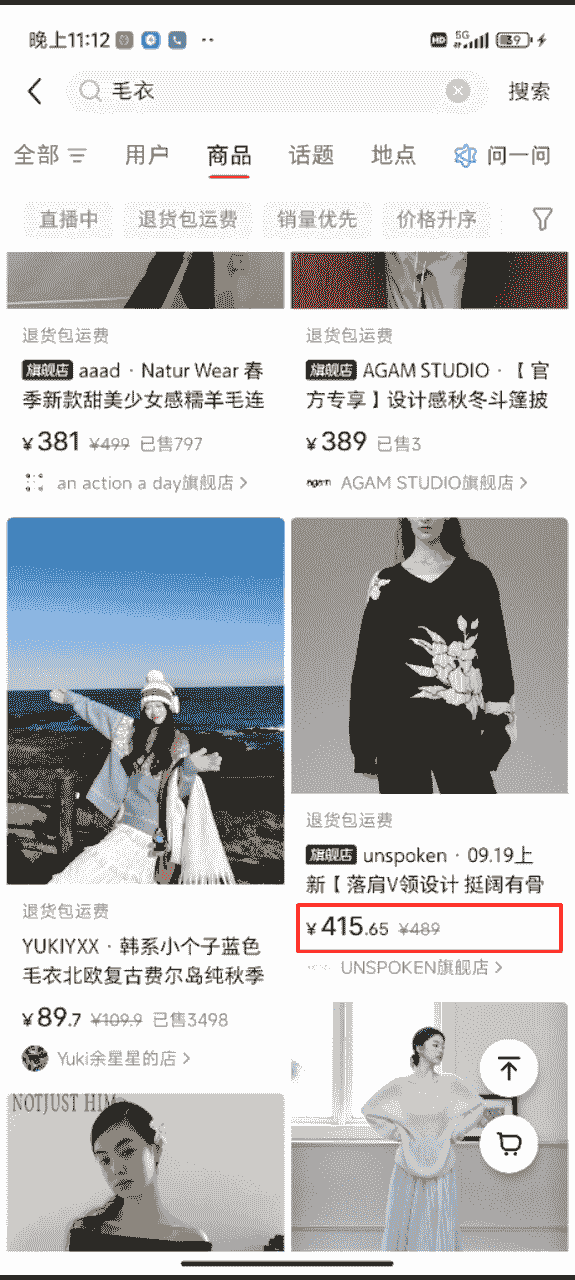 晚上11:12
HD 5G 39
毛衣
搜索
全部 用户 商品 话题 地点 问一问
直播中 退货包运费 销量优先 价格升序
退货包运费
旗舰店 aaad · Natur Wear 春
季新款甜美少女感糯羊毛连
¥381 ¥499 已售797
an action a day旗舰店
退货包运费
旗舰店 AGAM STUDIO · 【官
方专享】设计感秋冬斗篷披
¥389 已售3
agam AGAM STUDIO旗舰店
退货包运费
YUKIYXX · 韩系小个子蓝色
毛衣北欧复古费尔岛纯秋季
¥89.7 ¥109.9 已售3498
Yuki余星星的店
退货包运费
旗舰店 unspoken · 09.19上
新【落肩V领设计 挺阔有骨
¥415.65 ¥489
UNSPOKEN旗舰店
NOTJUST HIM